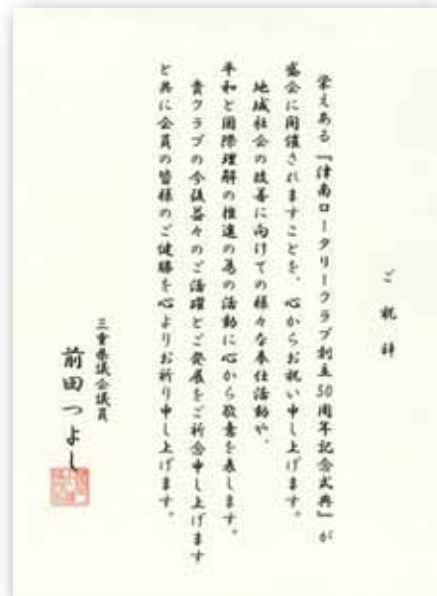 ご祝辞
栄えある『津南ロータリークラブ創立50周年記念式典』が
盛会に開催されますことを、心からお祝い申し上げます。
地域社会の改善に向けての様々な奉仕活動や、
平和と国際理解の推進の為の活動に心から敬意を表します。
貴クラブの今後益々のご活躍とご発展をご祈念申し上げます
と共に会員の皆様のご健勝を心よりお祈り申し上げます。
三重県議会議員
前田つよし